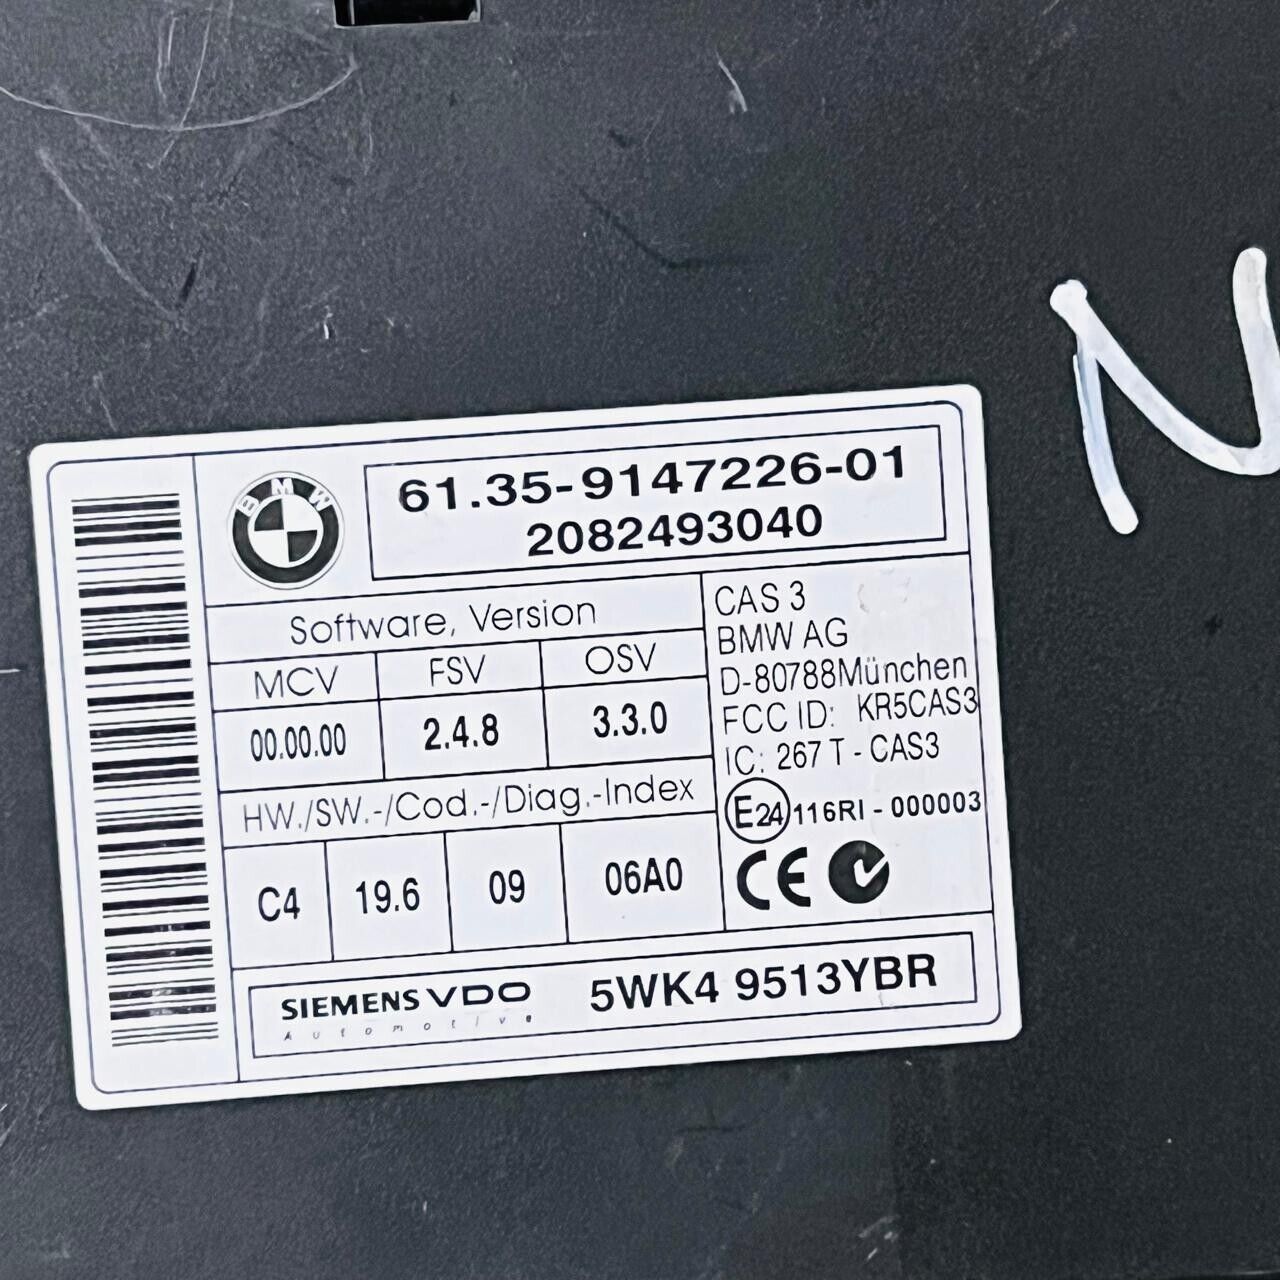 BMW
61.35-9147226-01
2082493040
Software, Version
MCV FSV OSV
00.00.00 2.4.8 3.3.0
HW./SW.-/Cod.-/Diag.-Index
C4 19.6 09 06A0
CAS 3
BMW AG
D-80788München
FCC ID: KR5CAS3
IC: 267 T - CAS3
E24 116RI - 000003
CE
SIEMENS VDO 5WK4 9513YBR
Automotive
N